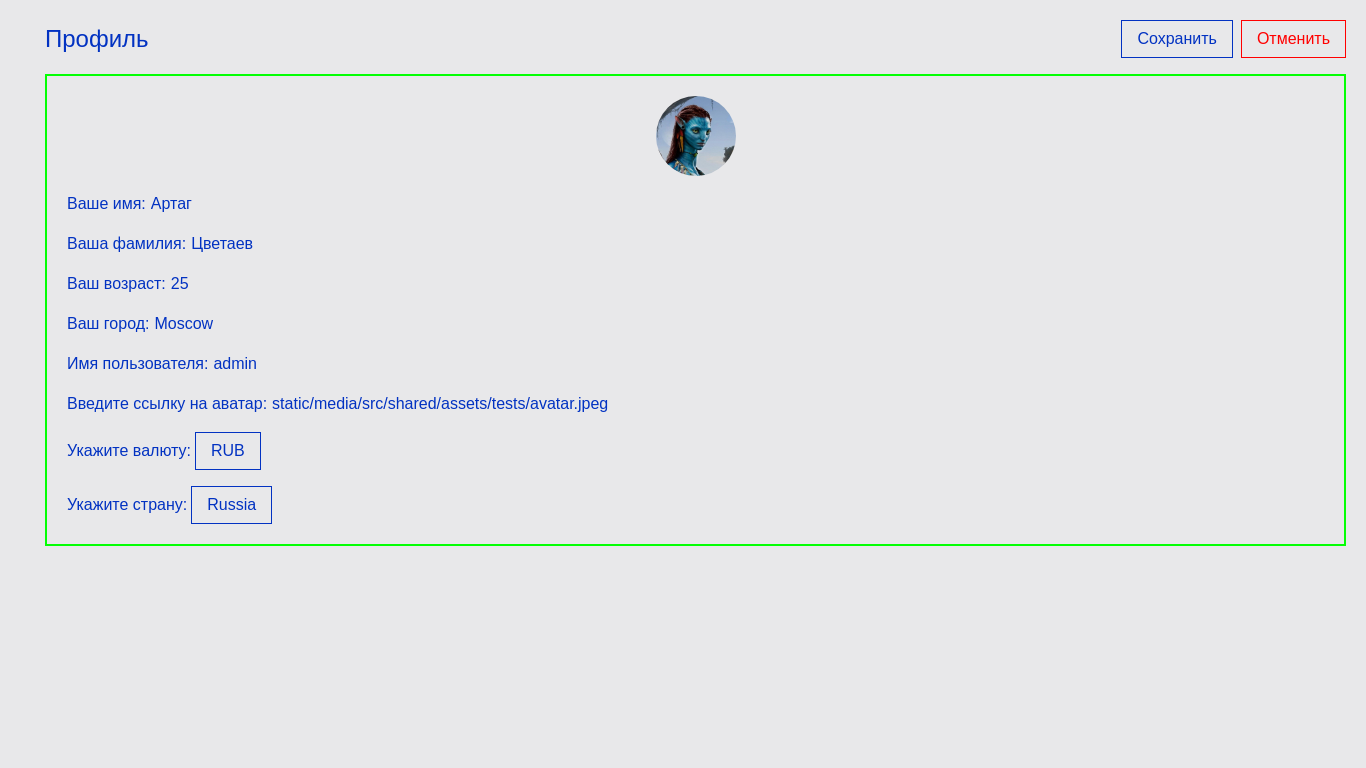 Профиль
Сохранить
Отменить
Ваше имя: Артаг
Ваша фамилия: Цветаев
Ваш возраст: 25
Ваш город: Moscow
Имя пользователя: admin
Введите ссылку на аватар: static/media/src/shared/assets/tests/avatar.jpeg
Укажите валюту: RUB
Укажите страну: Russia